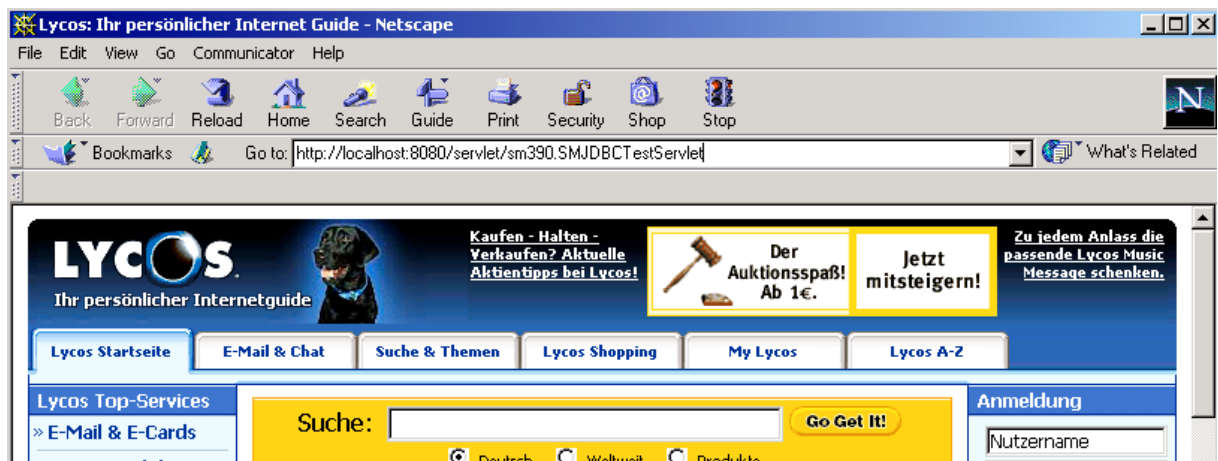 Lycos: Ihr persönlicher Internet Guide - Netscape
File Edit View Go Communicator Help
Back Forward Reload Home Search Guide Print Security Shop Stop
N
Bookmarks Go to: http://localhost:8080/servlet/sm390.SMJDBCTestServlet What's Related
LYCOS.
Ihr persönlicher Internetguide
Kaufen - Halten -
Verkaufen? Aktuelle
Aktientipps bei Lycos!
Der
Auktionsspaß!
Ab 1€.
Jetzt
mitsteigern!
Zu jedem Anlass die
passende Lycos Music
Message schenken.
Lycos Startseite E-Mail & Chat Suche & Themen Lycos Shopping My Lycos Lycos A-Z
Lycos Top-Services
» E-Mail & E-Cards
Suche: Go Get It!
Deutsch Weltweit Produkte
Anmeldung
Nutzername